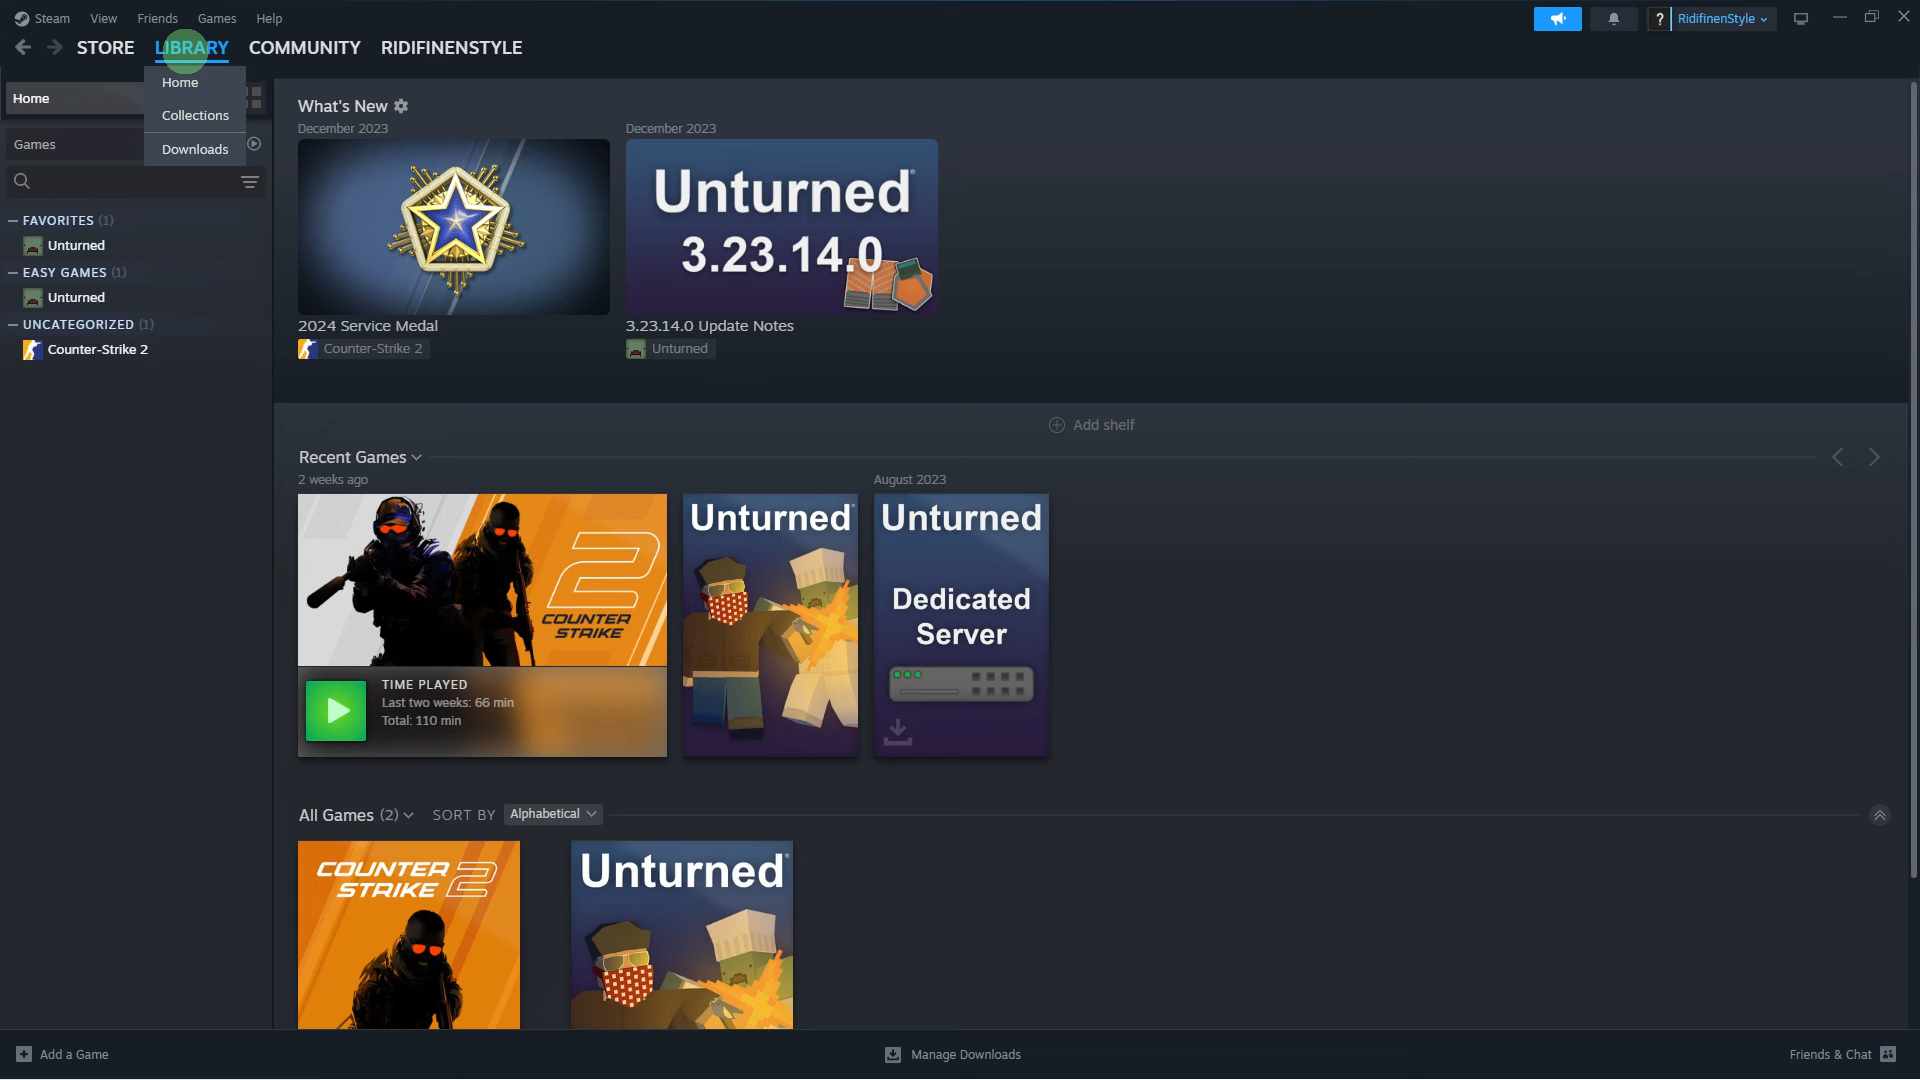 Steam View Friends Games Help
? RidifinenStyle
STORE LIBRARY COMMUNITY RIDIFINENSTYLE
Home
Collections
Downloads
Home
Games
FAVORITES (1)
Unturned
EASY GAMES (1)
Unturned
UNCATEGORIZED (1)
Counter-Strike 2
What's New
December 2023
2024 Service Medal
Counter-Strike 2
December 2023
Unturned®
3.23.14.0
3.23.14.0 Update Notes
Unturned
Add shelf
Recent Games
2 weeks ago
2
COUNTER
STRIKE
TIME PLAYED
Last two weeks: 66 min
Total: 110 min
Unturned
August 2023
Unturned
Dedicated
Server
All Games (2) SORT BY Alphabetical
COUNTER
STRIKE 2
Unturned®
Add a Game
Manage Downloads
Friends & Chat